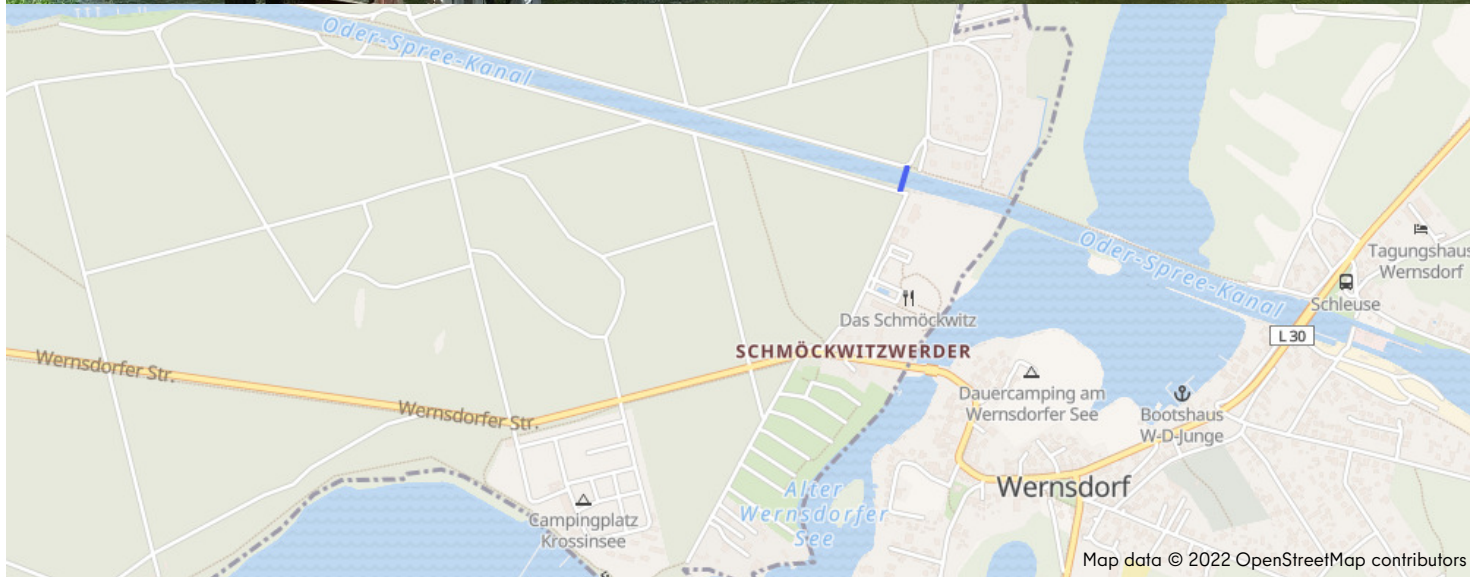 Oder-Spree-Kanal
Oder-Spree-Kanal
Tagungshaus
Wernsdorf
Schleuse
L 30
Das Schmöckwitz
SCHMÖCKWITZWERDER
Wernsdorfer Str.
Wernsdorfer Str.
Dauercamping am
Wernsdorfer See
Bootshaus
W-D-Junge
Wernsdorf
Alter
Wernsdorfer
See
Campingplatz
Krossinsee
Map data © 2022 OpenStreetMap contributors